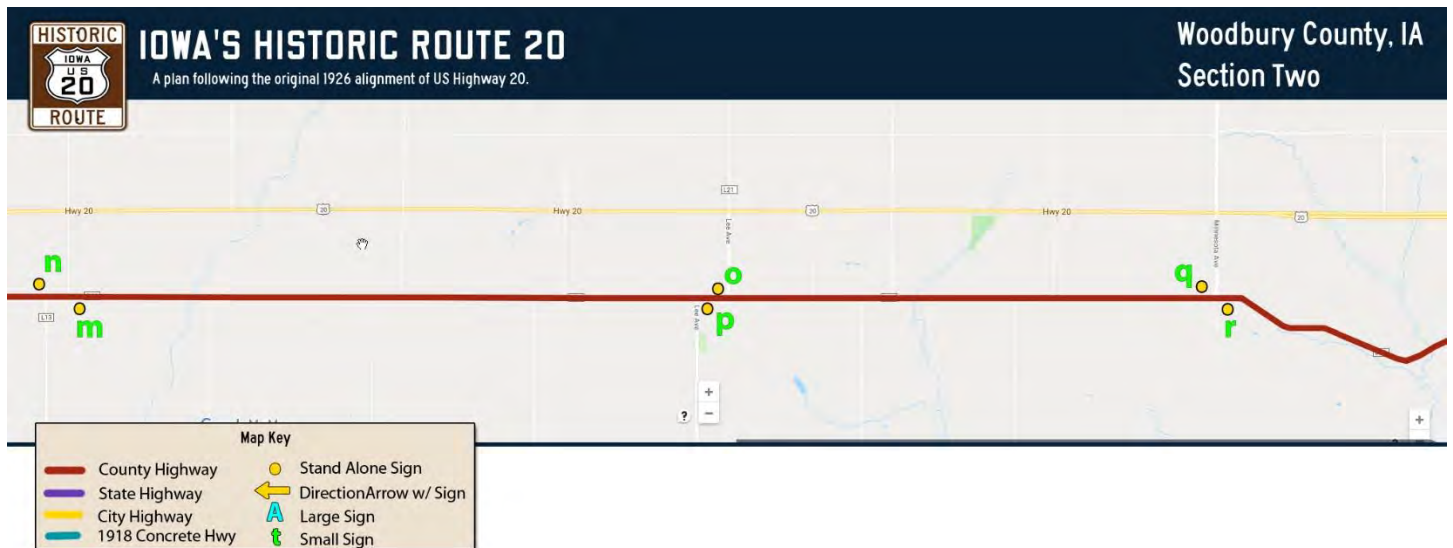 HISTORIC
IOWA
US
20
ROUTE
IOWA'S HISTORIC ROUTE 20
A plan following the original 1926 alignment of US Highway 20.
Woodbury County, IA
Section Two
L21
Hwy 20
20
Hwy 20
20
Hwy 20
20
Lee Ave
Minnesota Ave
n
o
q
L13
m
Lee Ave
p
r
+
? −
+
Map Key
County Highway
Stand Alone Sign
State Highway
DirectionArrow w/ Sign
City Highway
A Large Sign
1918 Concrete Hwy
t Small Sign